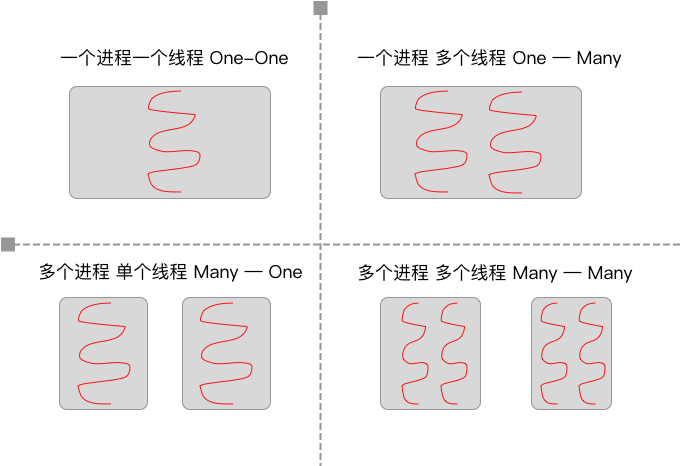 一个进程一个线程 One–One
一个进程 多个线程 One — Many
多个进程 单个线程 Many — One
多个进程 多个线程 Many — Many